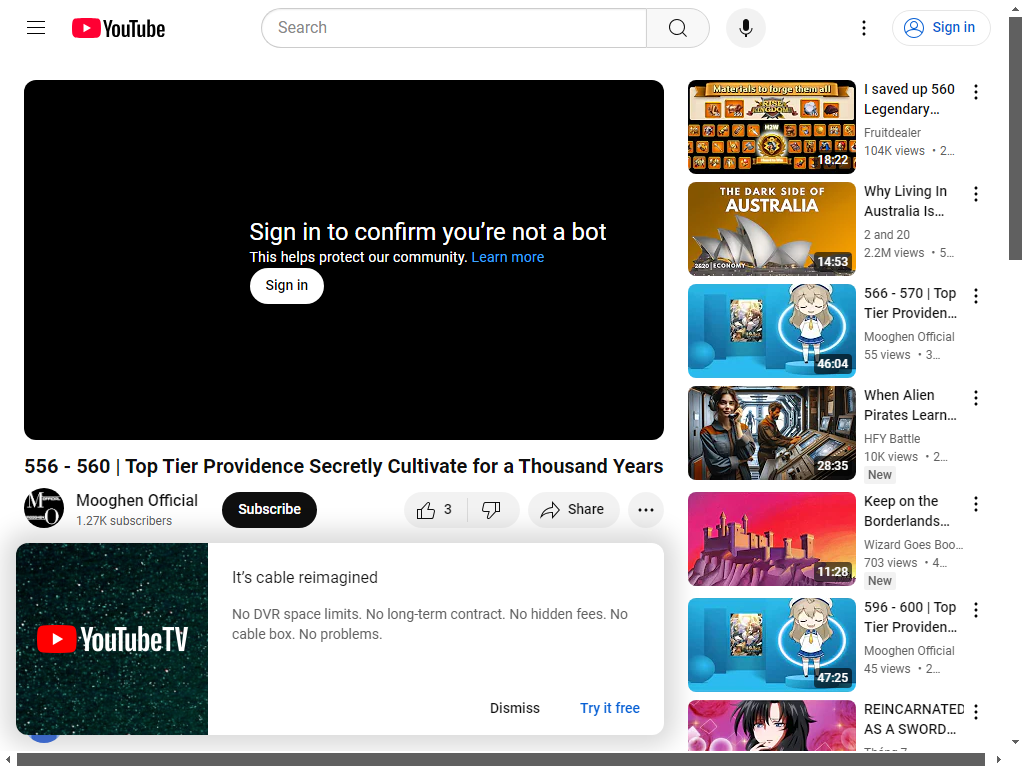 YouTube
Search
Sign in
Sign in to confirm you’re not a bot
This helps protect our community. Learn more
Sign in
556 - 560 | Top Tier Providence Secretly Cultivate for a Thousand Years
Mooghen Official
1.27K subscribers
Subscribe
3
Share
YouTubeTV
It’s cable reimagined
No DVR space limits. No long-term contract. No hidden fees. No
cable box. No problems.
Dismiss
Try it free
Materials to forge them all
RISE OF KINGDOMS
18:22
I saved up 560
Legendary…
Fruitdealer
104K views • 2…
THE DARK SIDE OF
AUSTRALIA
2&20 | ECONOMY
14:53
Why Living In
Australia Is…
2 and 20
2.2M views • 5…
46:04
566 - 570 | Top
Tier Providen…
Mooghen Official
55 views • 3…
28:35
When Alien
Pirates Learn…
HFY Battle
10K views • 2…
New
11:28
Keep on the
Borderlands…
Wizard Goes Boo…
703 views • 4…
New
47:25
596 - 600 | Top
Tier Providen…
Mooghen Official
45 views • 2…
REINCARNATED
AS A SWORD…